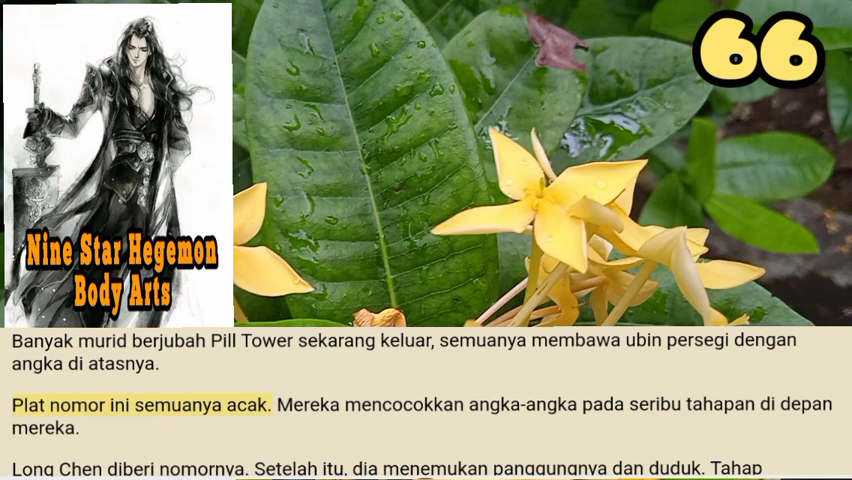 66
Nine Star Hegemon
Body Arts
Banyak murid berjubah Pill Tower sekarang keluar, semuanya membawa ubin persegi dengan
angka di atasnya.
Plat nomor ini semuanya acak. Mereka mencocokkan angka-angka pada seribu tahapan di depan
mereka.
Long Chen diberi nomornya. Setelah itu, dia menemukan panggungnya dan duduk. Tahap